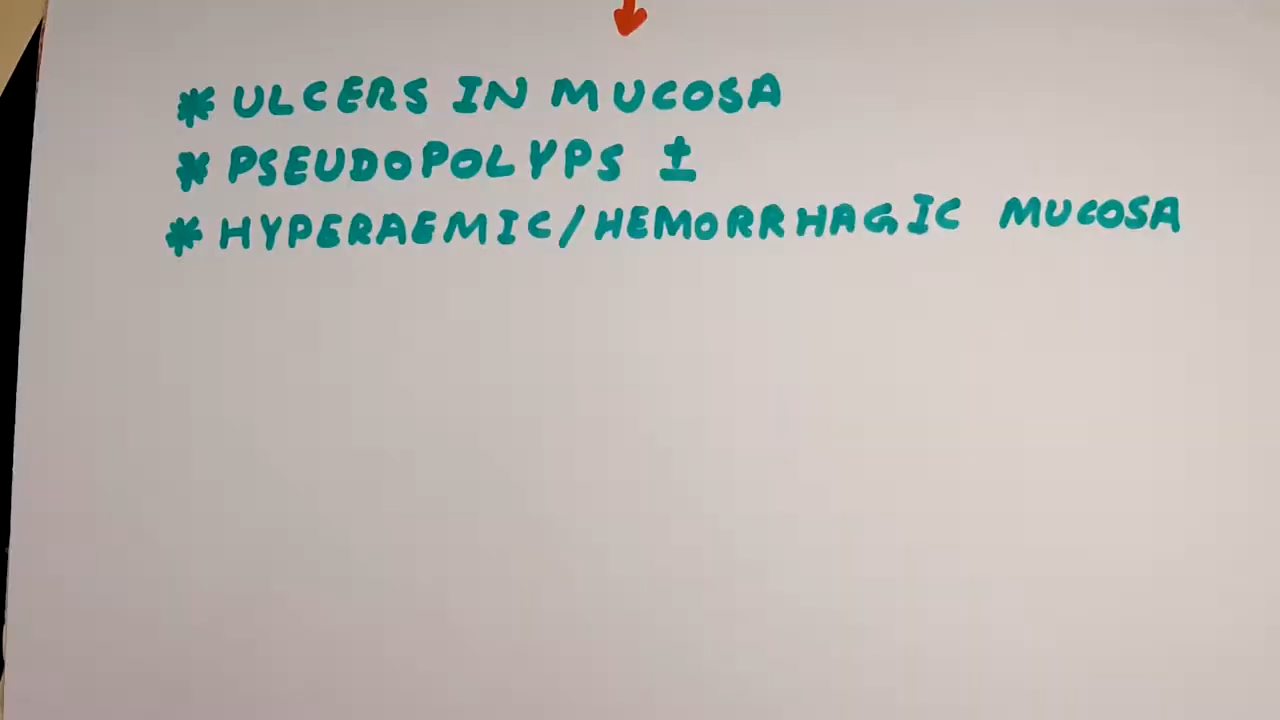 * ULCERS IN MUCOSA
* PSEUDOPOLYPS ±
* HYPERAEMIC/HEMORRHAGIC MUCOSA